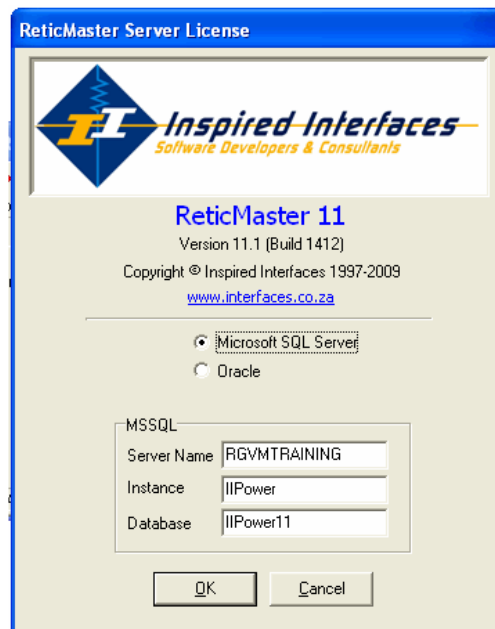 ReticMaster Server License
Inspired Interfaces
Software Developers & Consultants
ReticMaster 11
Version 11.1 (Build 1412)
Copyright © Inspired Interfaces 1997-2009
www.interfaces.co.za
Microsoft SQL Server
Oracle
MSSQL
Server Name RGVMTRAINING
Instance IIPower
Database IIPower11
OK Cancel